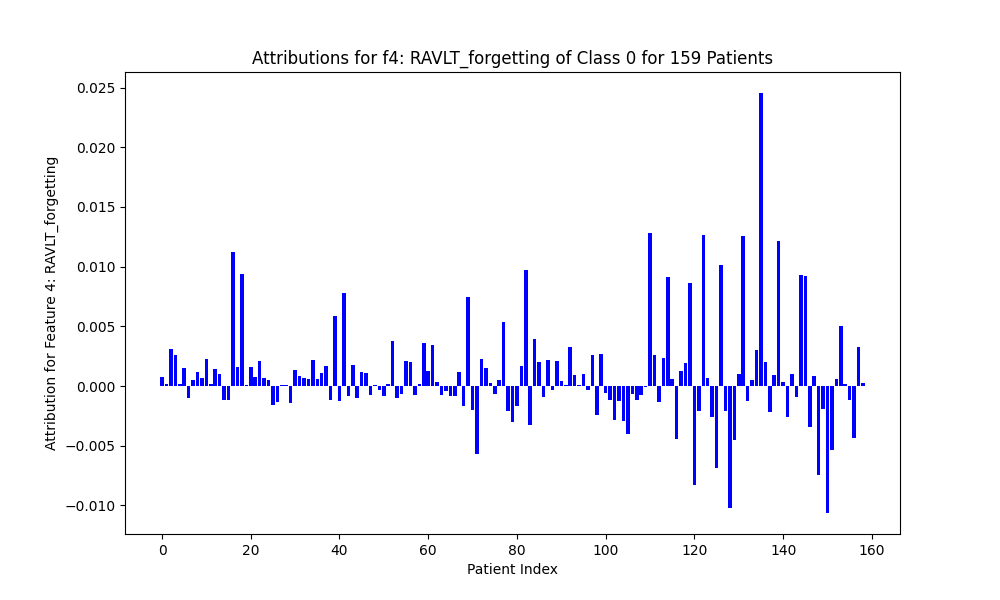 Attributions for f4: RAVLT_forgetting of Class 0 for 159 Patients
Attribution for Feature 4: RAVLT_forgetting
0.025
0.020
0.015
0.010
0.005
0.000
−0.005
−0.010
0 20 40 60 80 100 120 140 160
Patient Index